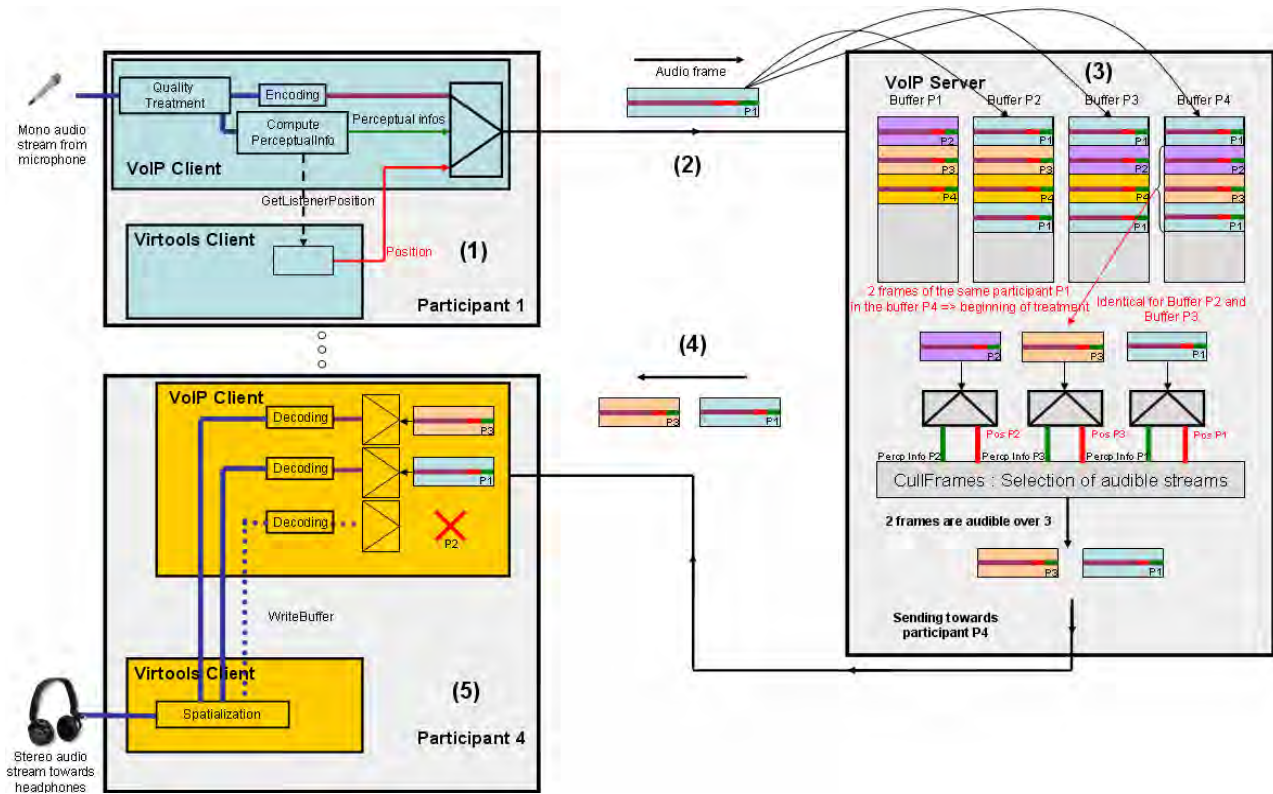 Mono audio
stream from
microphone
Quality
Treatment
Encoding
Compute
PerceptualInfo
Perceptual infos
VoIP Client
GetListenerPosition
Virtools Client
Position
(1)
Participant 1
Audio frame
P1
(2)
(3)
VoIP Server
Buffer P1
Buffer P2
Buffer P3
Buffer P4
P2
P1
P1
P1
P3
P3
P2
P2
P4
P4
P4
P3
P1
P1
P1
2 frames of the same participant P1
in the buffer P4 => beginning of treatment
Identical for Buffer P2 and
Buffer P3
P2
P3
P1
Pos P2
Pos P3
Pos P1
Percp Info P2
Percp Info P3
Percp Info P1
CullFrames : Selection of audible streams
2 frames are audible over 3
P3
P1
Sending towards
participant P4
(4)
P3
P1
VoIP Client
Decoding
P3
Decoding
P1
Decoding
P2
WriteBuffer
Virtools Client
Spatialization
(5)
Participant 4
Stereo audio
stream towards
headphones